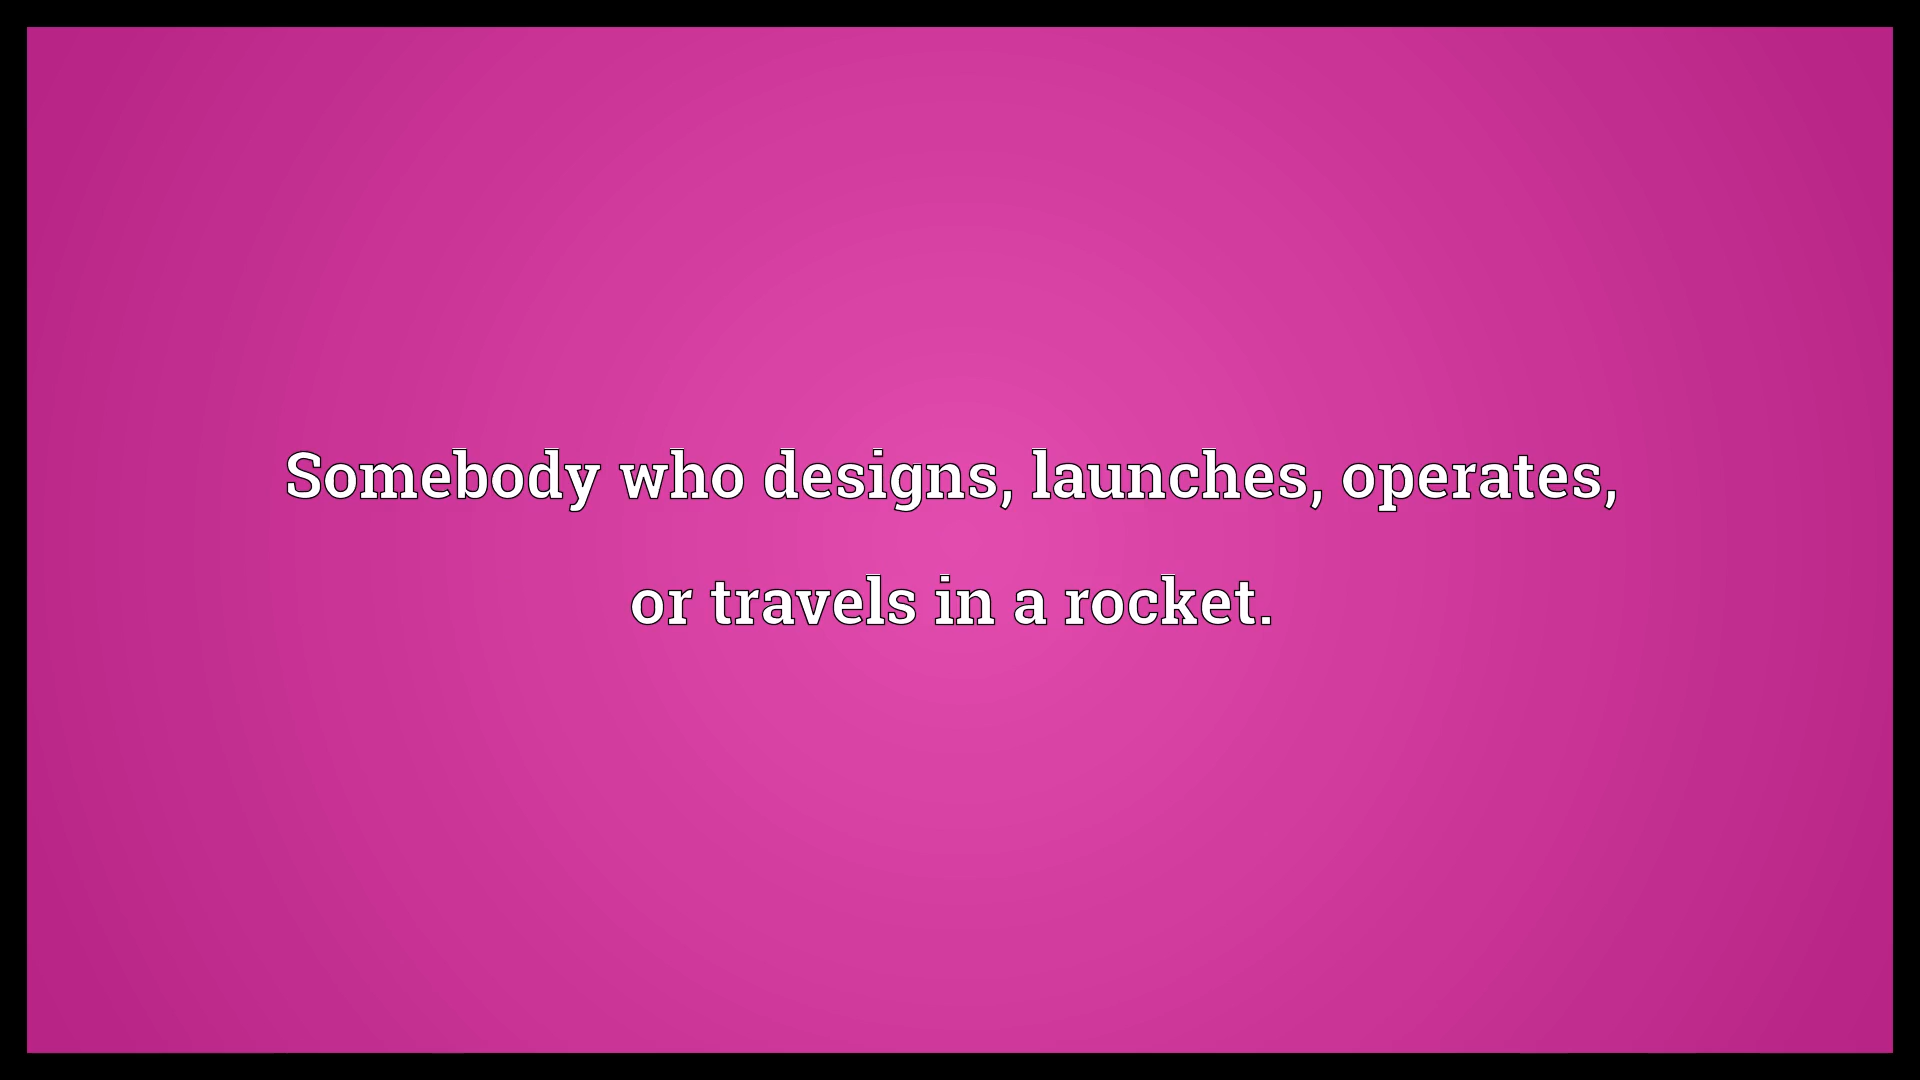 Somebody who designs, launches, operates,
or travels in a rocket.